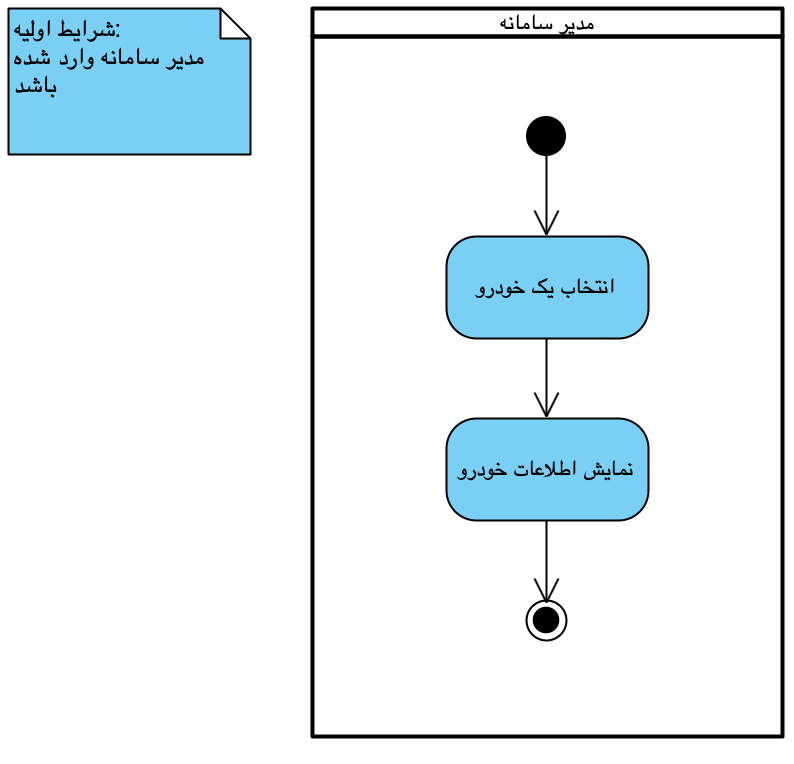 شرایط اولیه:
مدیر سامانه وارد شده
باشد
مدیر سامانه
انتخاب یک خودرو
نمایش اطلاعات خودرو